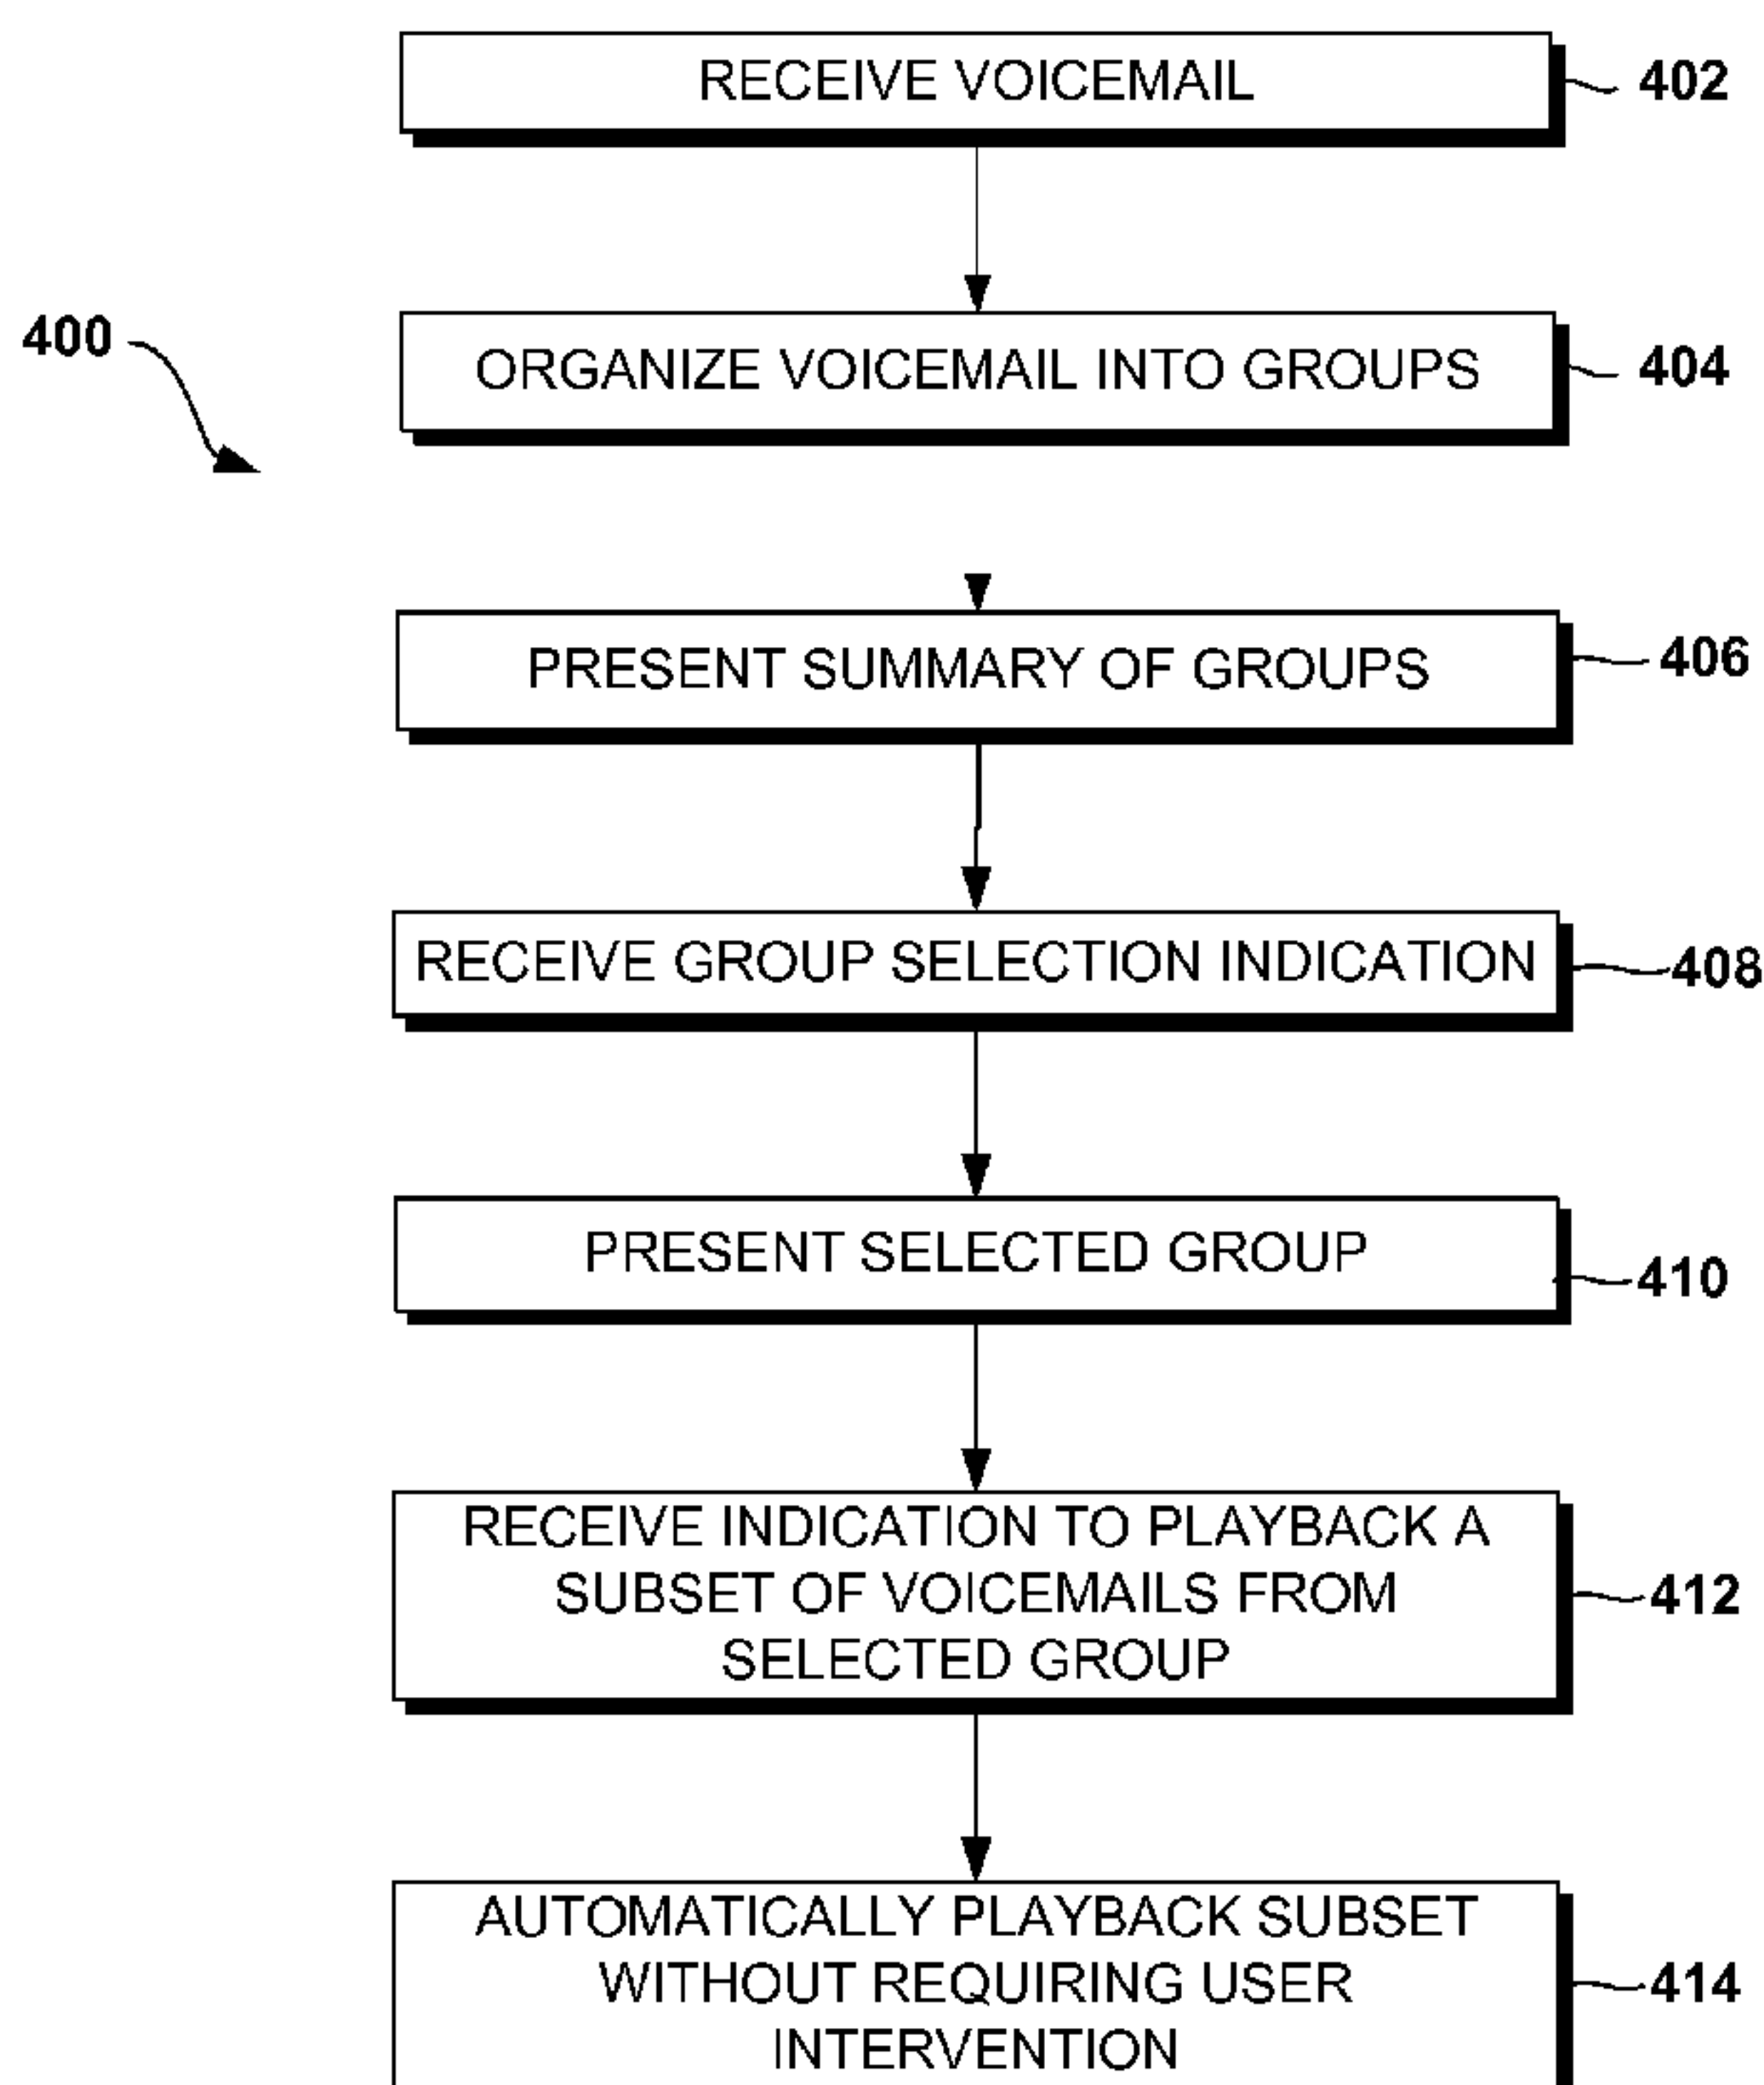 RECEIVE VOICEMAIL
402
400
ORGANIZE VOICEMAIL INTO GROUPS
404
PRESENT SUMMARY OF GROUPS
406
RECEIVE GROUP SELECTION INDICATION
408
PRESENT SELECTED GROUP
410
RECEIVE INDICATION TO PLAYBACK A
SUBSET OF VOICEMAILS FROM
SELECTED GROUP
412
AUTOMATICALLY PLAYBACK SUBSET
WITHOUT REQUIRING USER
INTERVENTION
414